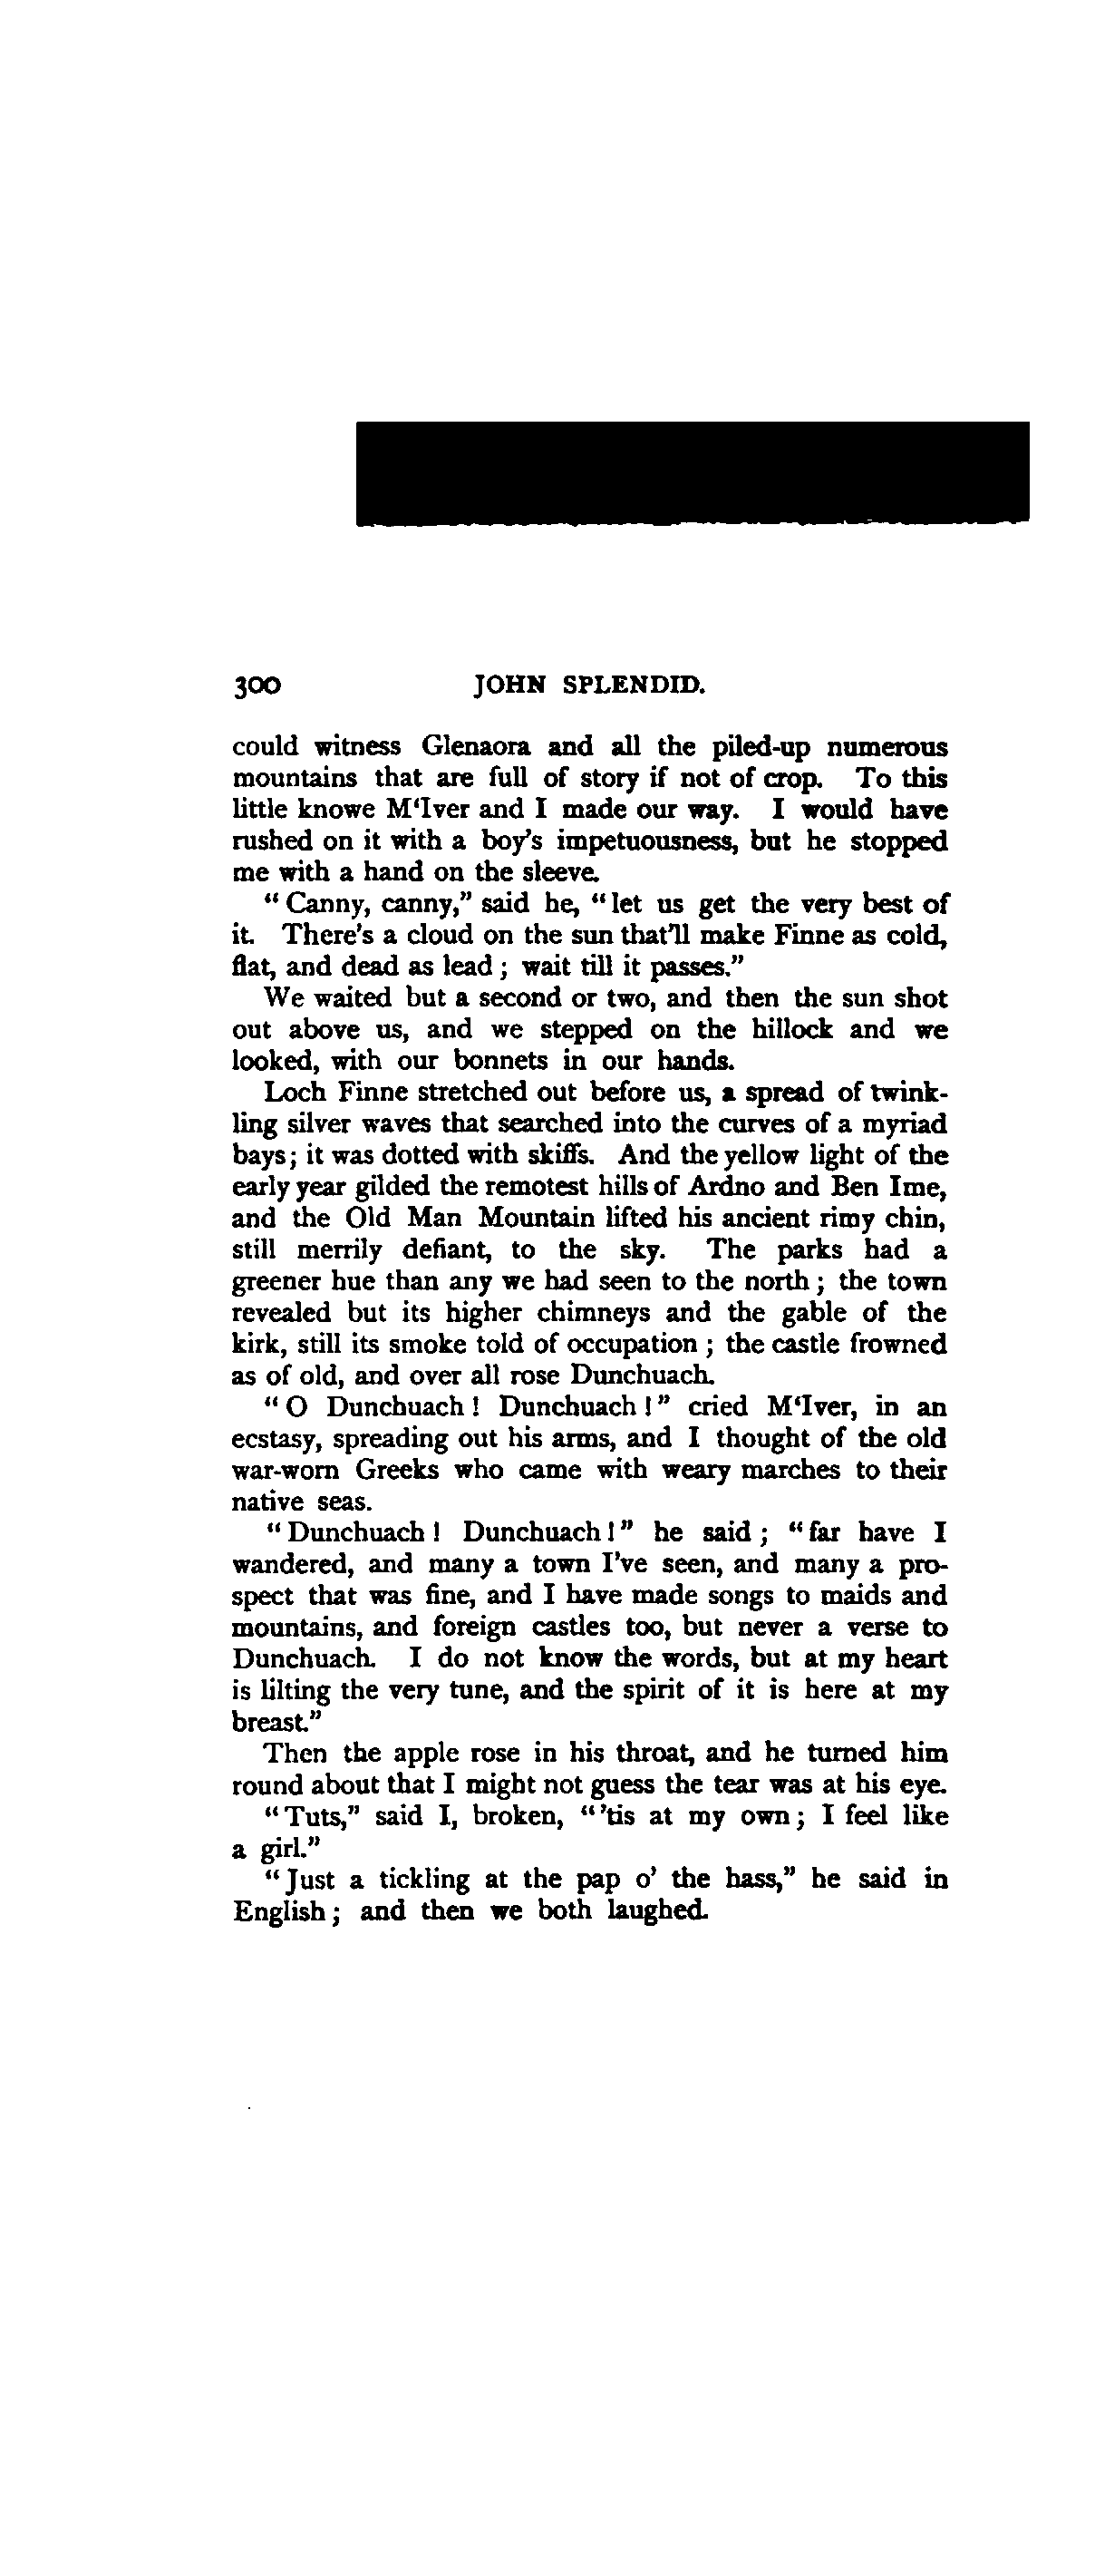 300 JOHN SPLENDID.
could witness Glenaora and all the piled-up numerous
mountains that are full of story if not of crop. To this
little knowe M‘Iver and I made our way. I would have
rushed on it with a boy's impetuousness, but he stopped
me with a hand on the sleeve.
“Canny, canny,” said he, “let us get the very best of
it. There's a cloud on the sun that'll make Finne as cold,
flat, and dead as lead; wait till it passes.”
We waited but a second or two, and then the sun shot
out above us, and we stepped on the hillock and we
looked, with our bonnets in our hands.
Loch Finne stretched out before us, a spread of twink-
ling silver waves that searched into the curves of a myriad
bays; it was dotted with skiffs. And the yellow light of the
early year gilded the remotest hills of Ardno and Ben Ime,
and the Old Man Mountain lifted his ancient rimy chin,
still merrily defiant, to the sky. The parks had a
greener hue than any we had seen to the north; the town
revealed but its higher chimneys and the gable of the
kirk, still its smoke told of occupation; the castle frowned
as of old, and over all rose Dunchuach.
“O Dunchuach! Dunchuach!” cried M‘Iver, in an
ecstasy, spreading out his arms, and I thought of the old
war-worn Greeks who came with weary marches to their
native seas.
“Dunchuach! Dunchuach!” he said; “far have I
wandered, and many a town I've seen, and many a pro-
spect that was fine, and I have made songs to maids and
mountains, and foreign castles too, but never a verse to
Dunchuach. I do not know the words, but at my heart
is lilting the very tune, and the spirit of it is here at my
breast.”
Then the apple rose in his throat, and he turned him
round about that I might not guess the tear was at his eye.
“Tuts,” said I, broken, “'tis at my own; I feel like
a girl.”
“Just a tickling at the pap o' the hass,” he said in
English; and then we both laughed.